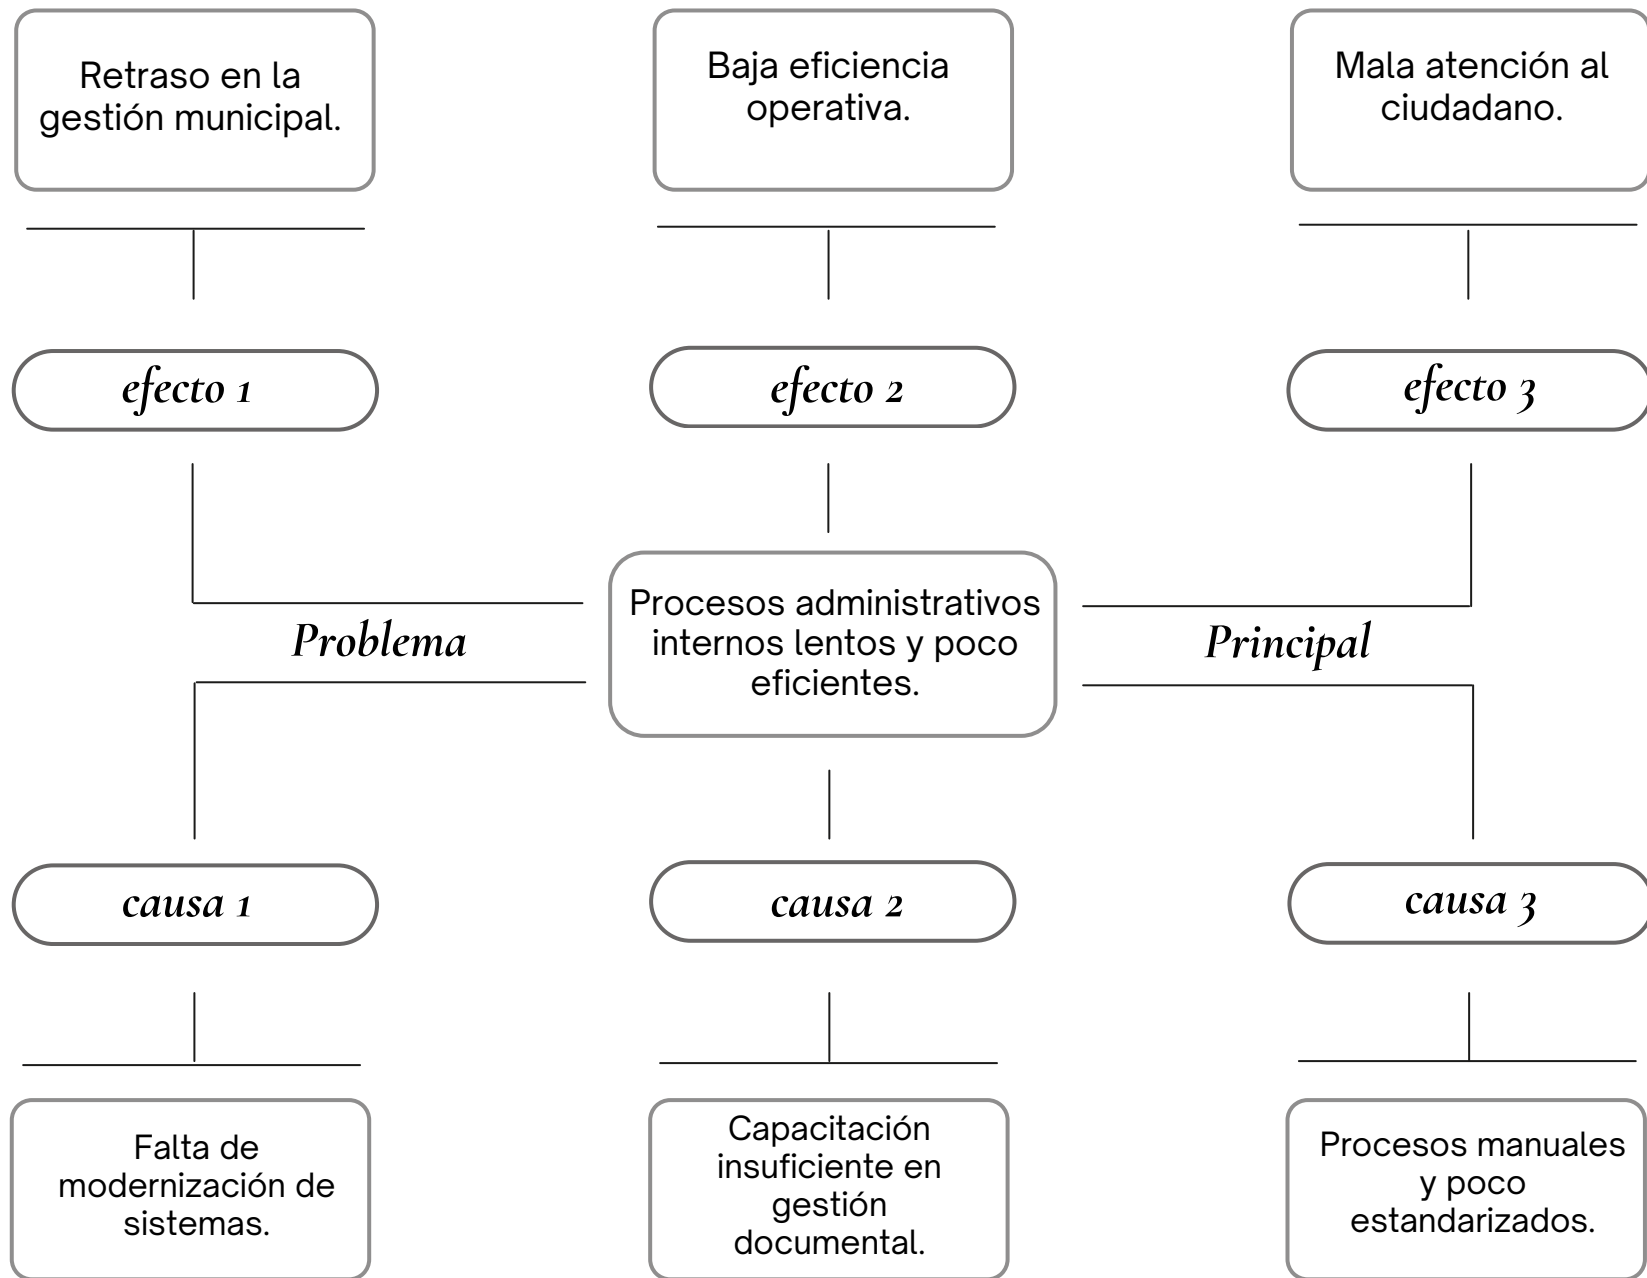 Retraso en la
gestión municipal.
Baja eficiencia
operativa.
Mala atención al
ciudadano.
efecto 1
efecto 2
efecto 3
Problema
Procesos administrativos
internos lentos y poco
eficientes.
Principal
causa 1
causa 2
causa 3
Falta de
modernización de
sistemas.
Capacitación
insuficiente en
gestión
documental.
Procesos manuales
y poco
estandarizados.